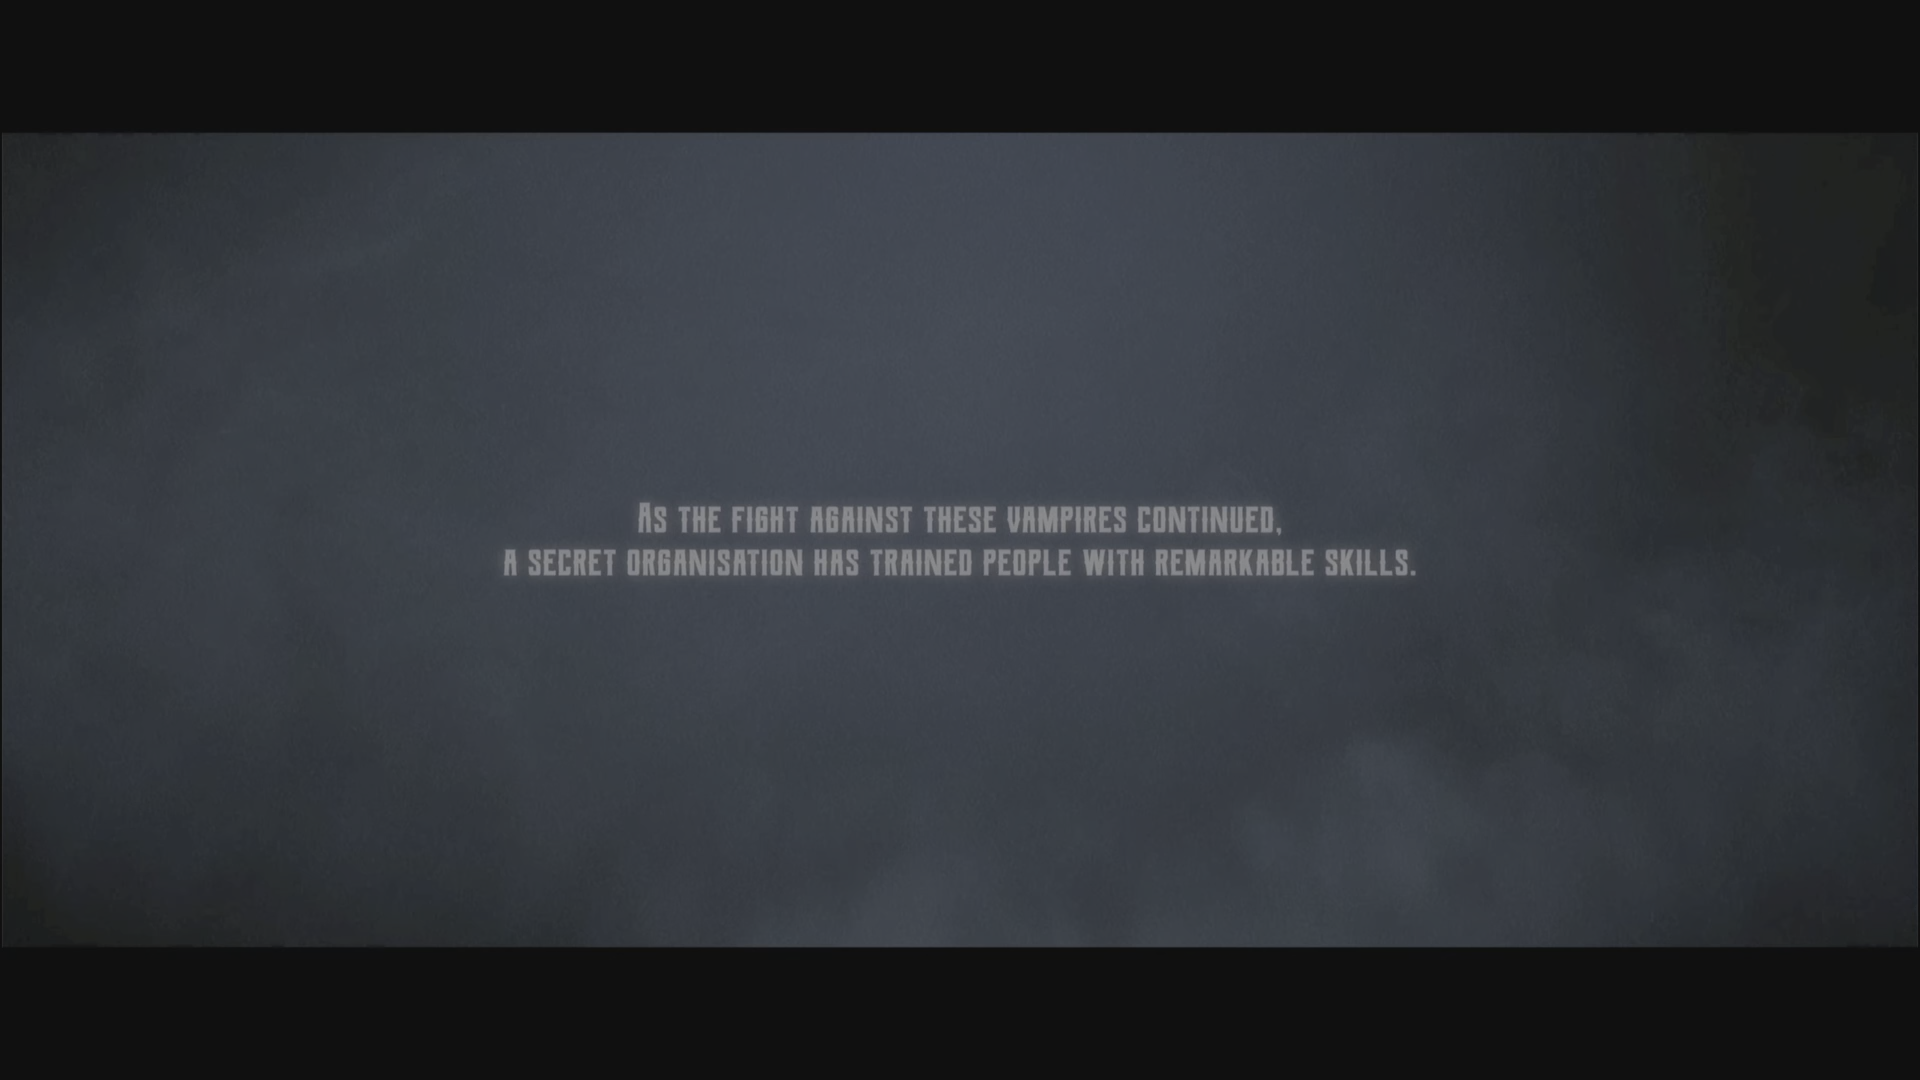 As the fight against these vampires continued,
a secret organisation has trained people with remarkable skills.